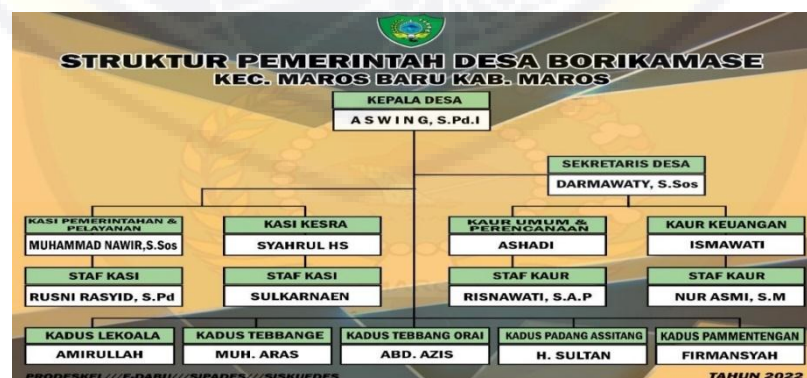 STRUKTUR PEMERINTAH DESA BORIKAMASE
KEC. MAROS BARU KAB. MAROS
KEPALA DESA
A S W I N G, S.Pd.I
SEKRETARIS DESA
DARMAWATY, S.Sos
KASI PEMERINTAHAN &
PELAYANAN
MUHAMMAD NAWIR,S.Sos
KASI KESRA
SYAHRUL HS
KAUR UMUM &
PERENCANAAN
ASHADI
KAUR KEUANGAN
ISMAWATI
STAF KASI
RUSNI RASYID, S.Pd
STAF KASI
SULKARNAEN
STAF KAUR
RISNAWATI, S.A.P
STAF KAUR
NUR ASMI, S.M
KADUS LEKOALA
AMIRULLAH
KADUS TEBBANGE
MUH. ARAS
KADUS TEBBANG ORAI
ABD. AZIS
KADUS PADANG ASSITANG
H. SULTAN
KADUS PAMMENTENGAN
FIRMANSYAH
PRODESKEL///E-DABU///SIPADES///SISKUEDES
TAHUN 2022